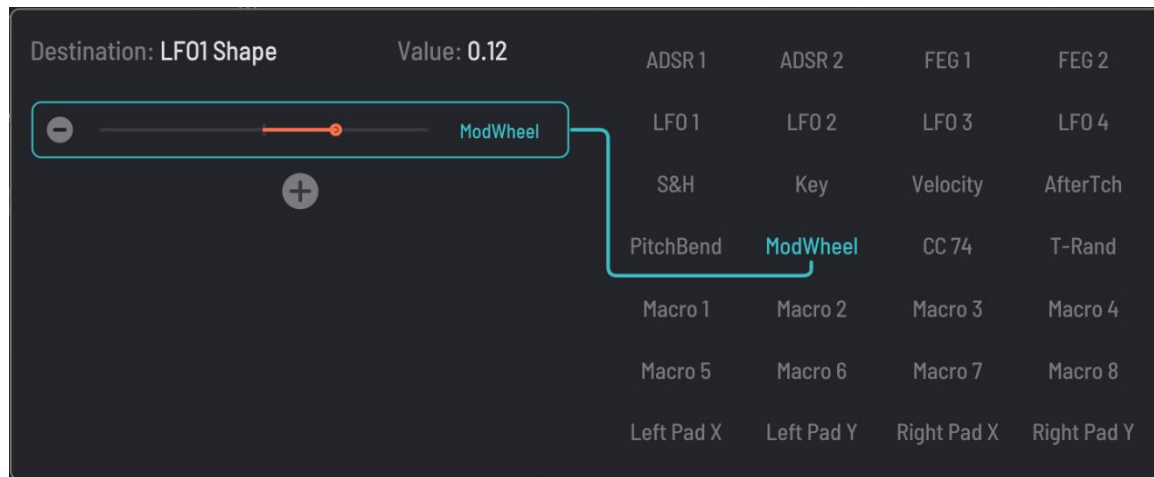 Destination: LFO1 Shape Value: 0.12
ModWheel
ADSR 1 ADSR 2 FEG 1 FEG 2
LFO 1 LFO 2 LFO 3 LFO 4
S&H Key Velocity AfterTch
PitchBend ModWheel CC 74 T-Rand
Macro 1 Macro 2 Macro 3 Macro 4
Macro 5 Macro 6 Macro 7 Macro 8
Left Pad X Left Pad Y Right Pad X Right Pad Y